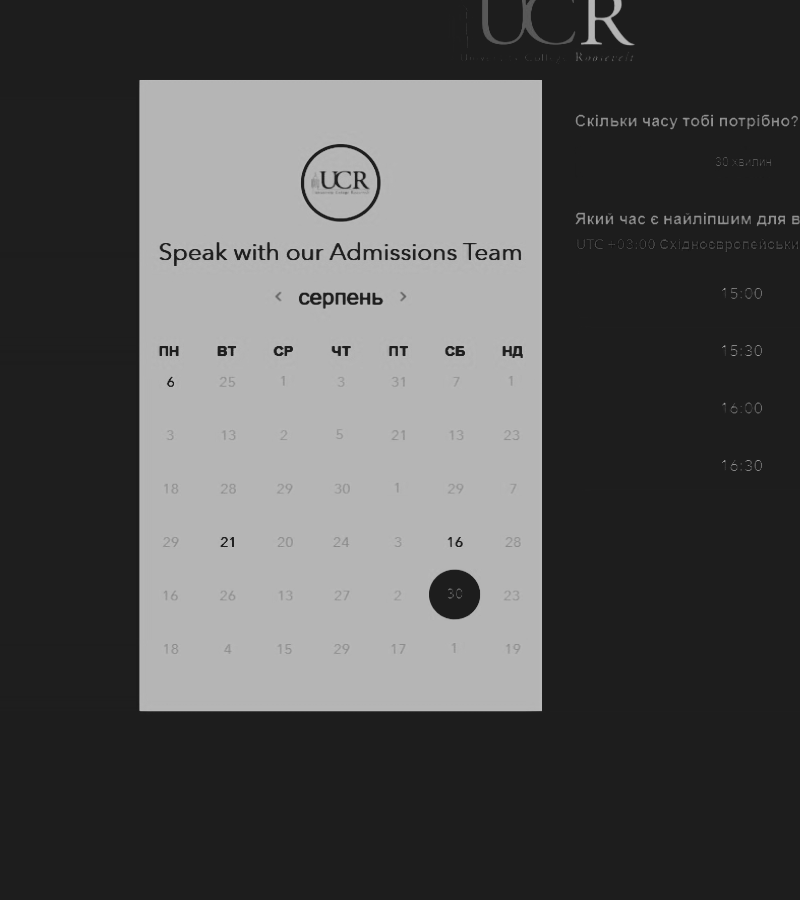 UCR
Roosevelt
UCR
Speak with our Admissions Team
серпень
ПН ВТ СР ЧТ ПТ СБ НД
6 25 1 3 31 7 1
3 13 2 5 21 13 23
18 28 29 30 1 29 7
29 21 20 24 3 16 28
16 26 13 27 2 30 23
18 4 15 29 17 1 19
Скільки часу тобі потрібно?
30 хвилин
Який час є найліпшим для
UTC +03:00
15:00
15:30
16:00
16:30